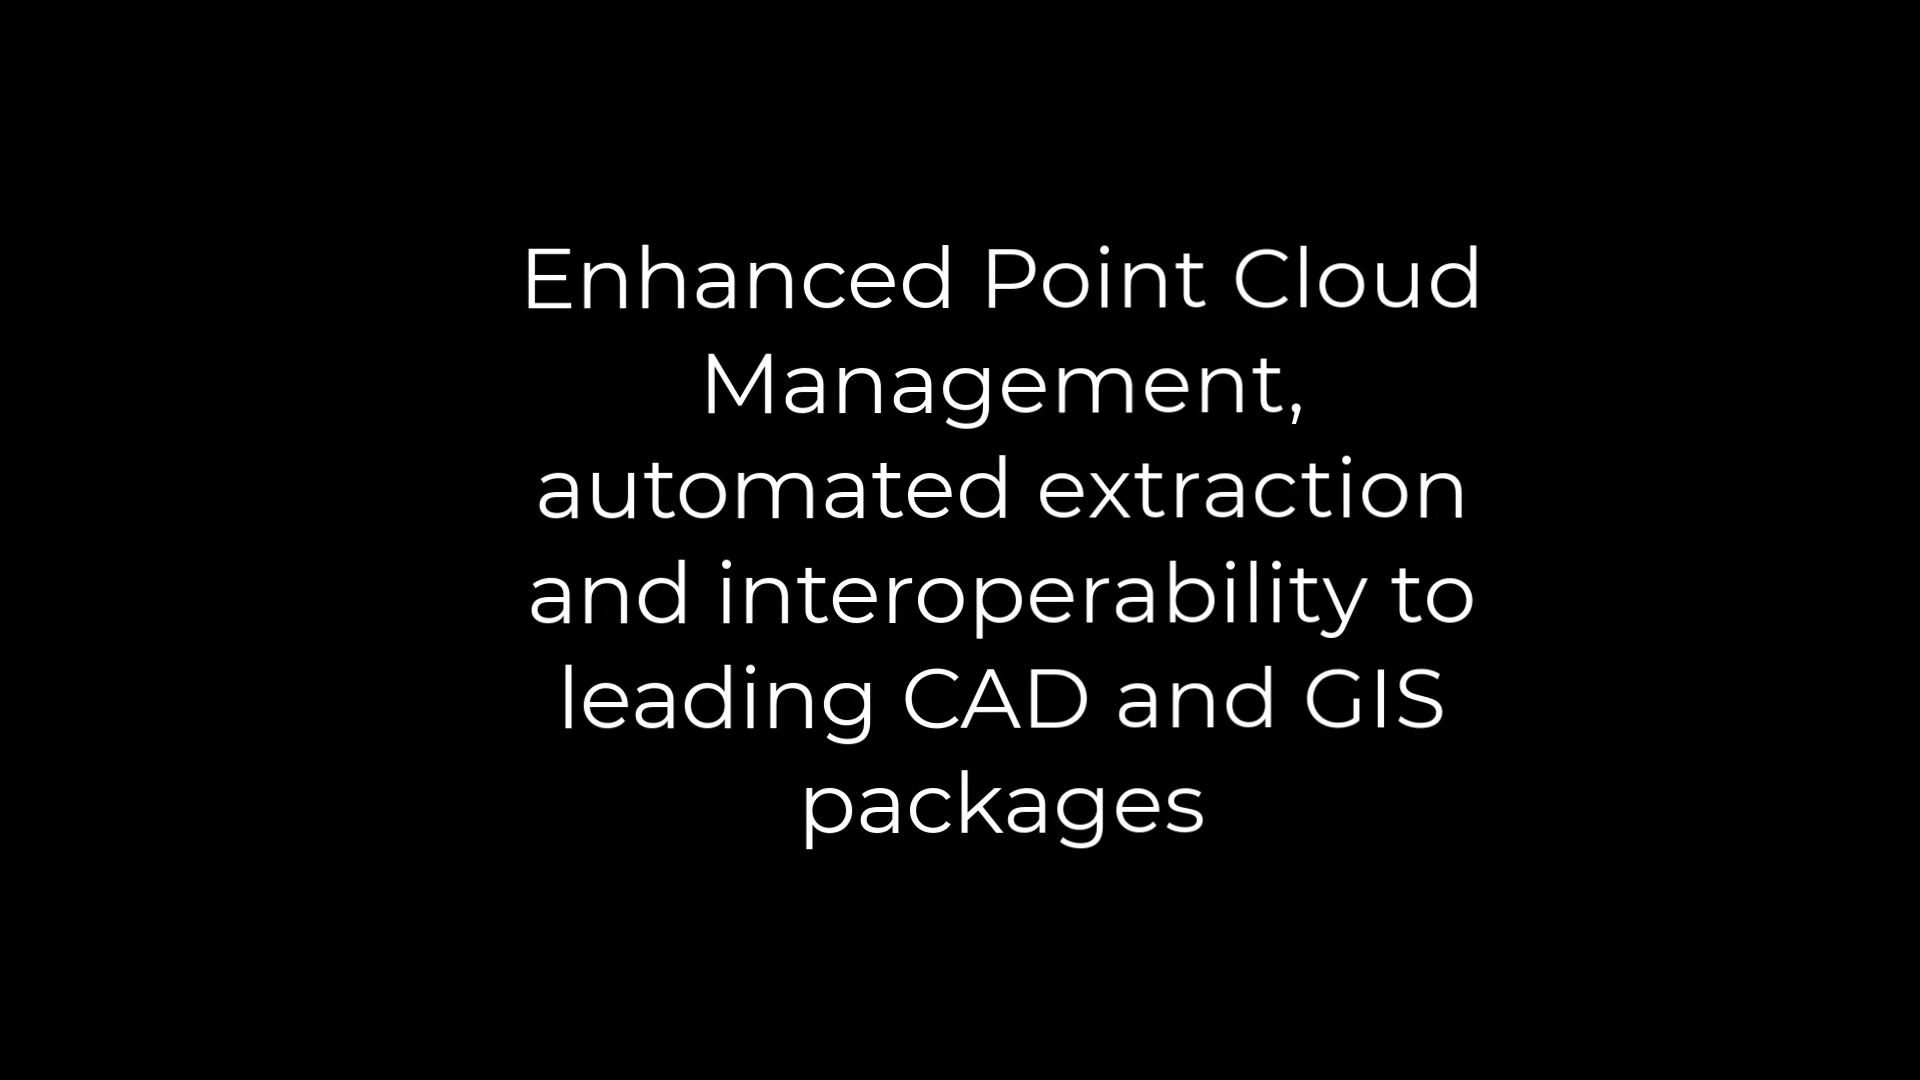 Enhanced Point Cloud
Management,
automated extraction
and interoperability to
leading CAD and GIS
packages